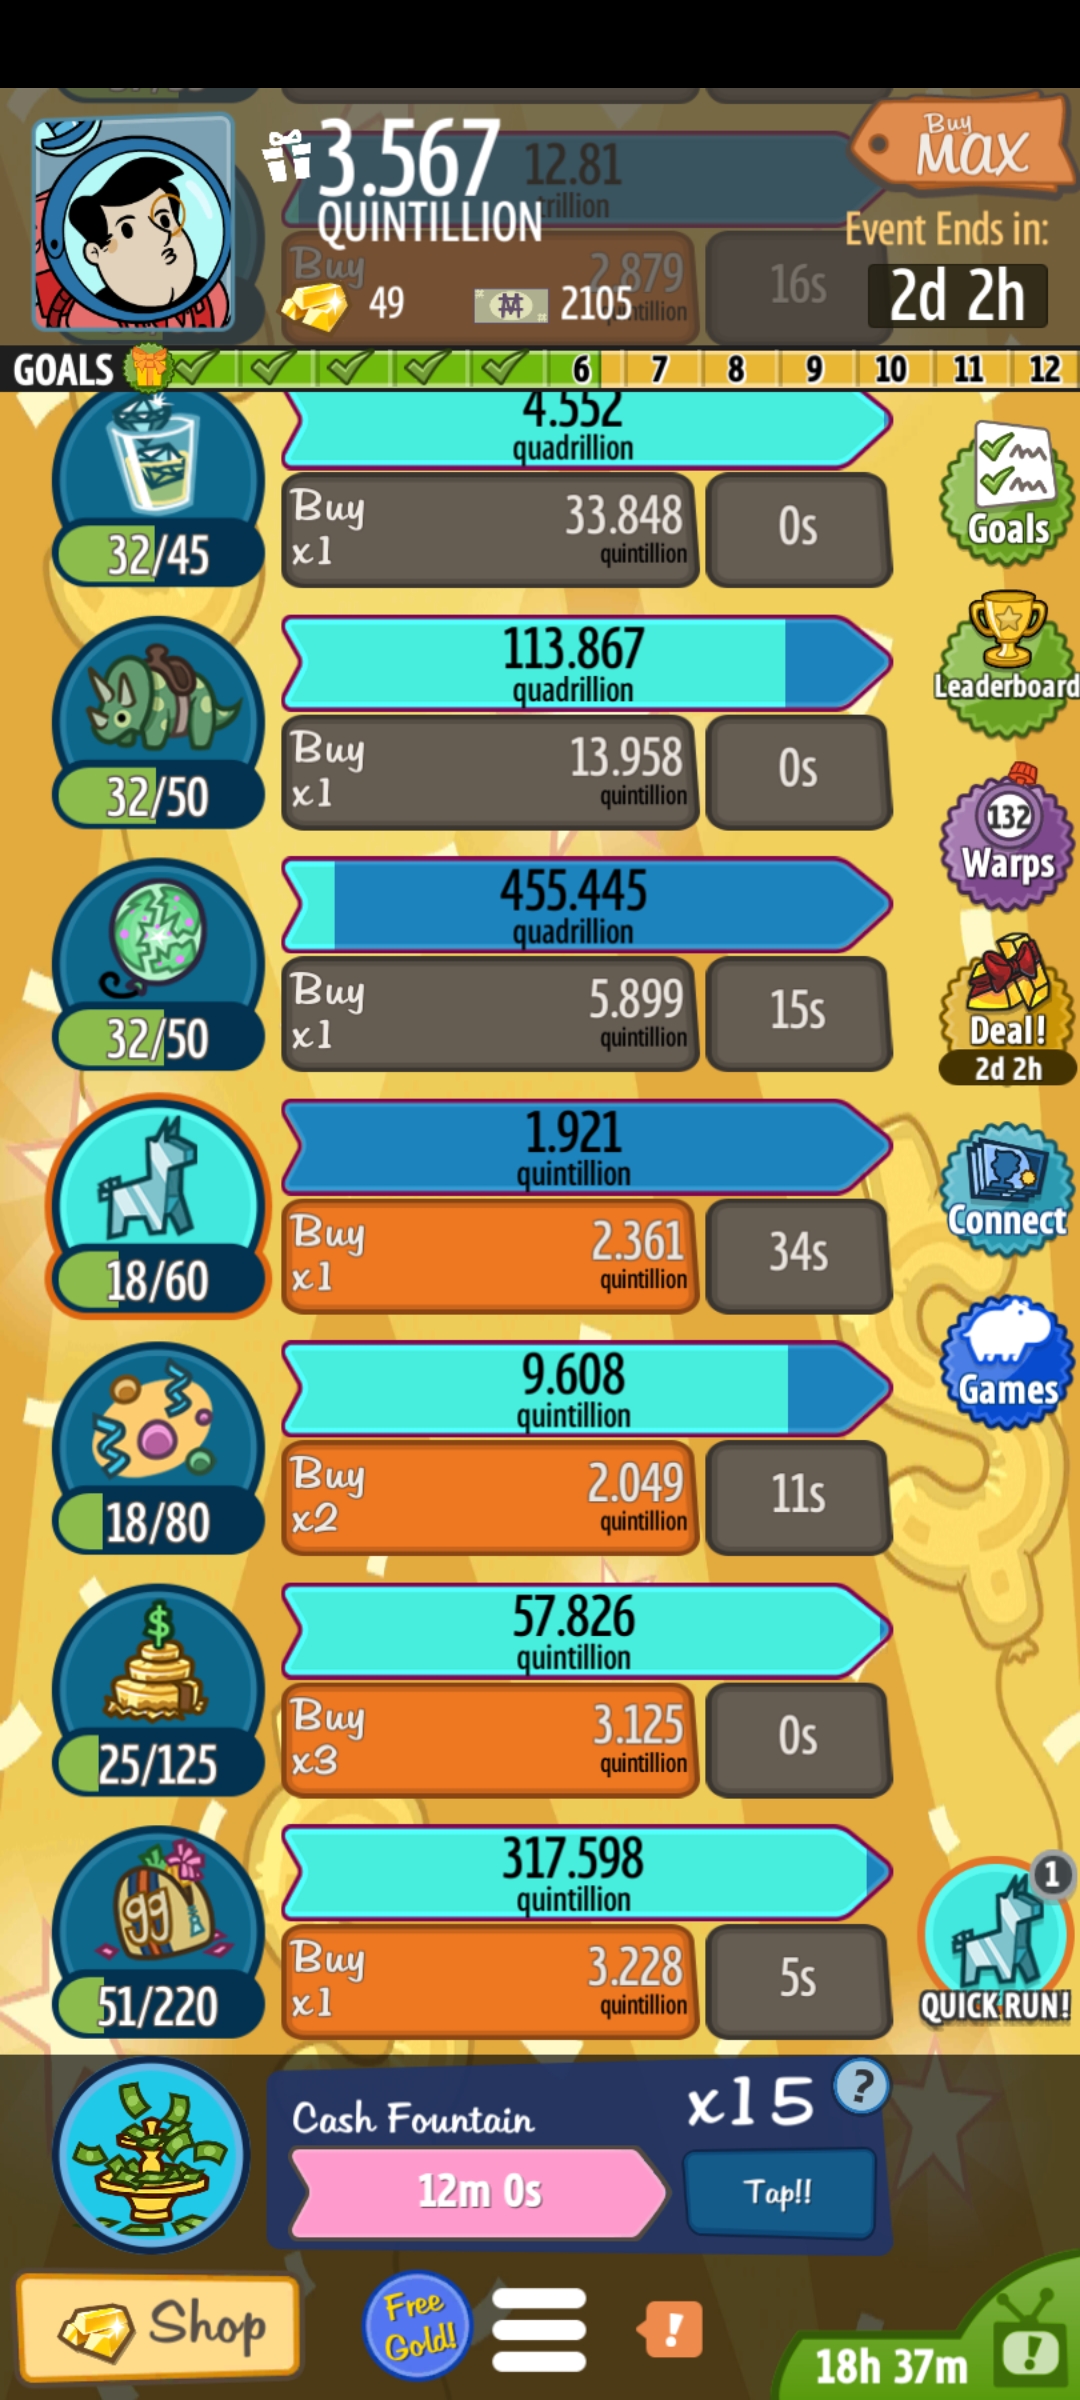 3.567
QUINTILLION
12.81
trillion
Buy
MAX
Event Ends in:
2d 2h
49
2105
Buy
2.879
16s
GOALS
6 7 8 9 10 11 12
4.552
quadrillion
32/45
Buy
x1
33.848
quintillion
0s
Goals
113.867
quadrillion
32/50
Buy
x1
13.958
quintillion
0s
Leaderboard
132
Warps
455.445
quadrillion
32/50
Buy
x1
5.899
quintillion
15s
Deal!
2d 2h
1.921
quintillion
18/60
Buy
x1
2.361
quintillion
34s
Connect
9.608
quintillion
18/80
Buy
x2
2.049
quintillion
11s
Games
57.826
quintillion
$
25/125
Buy
x3
3.125
quintillion
0s
317.598
quintillion
gg
51/220
Buy
x1
3.228
quintillion
5s
1
QUICK RUN!
Cash Fountain
x15
?
12m 0s
Tap!!
Shop
Free
Gold!
!
18h 37m
!